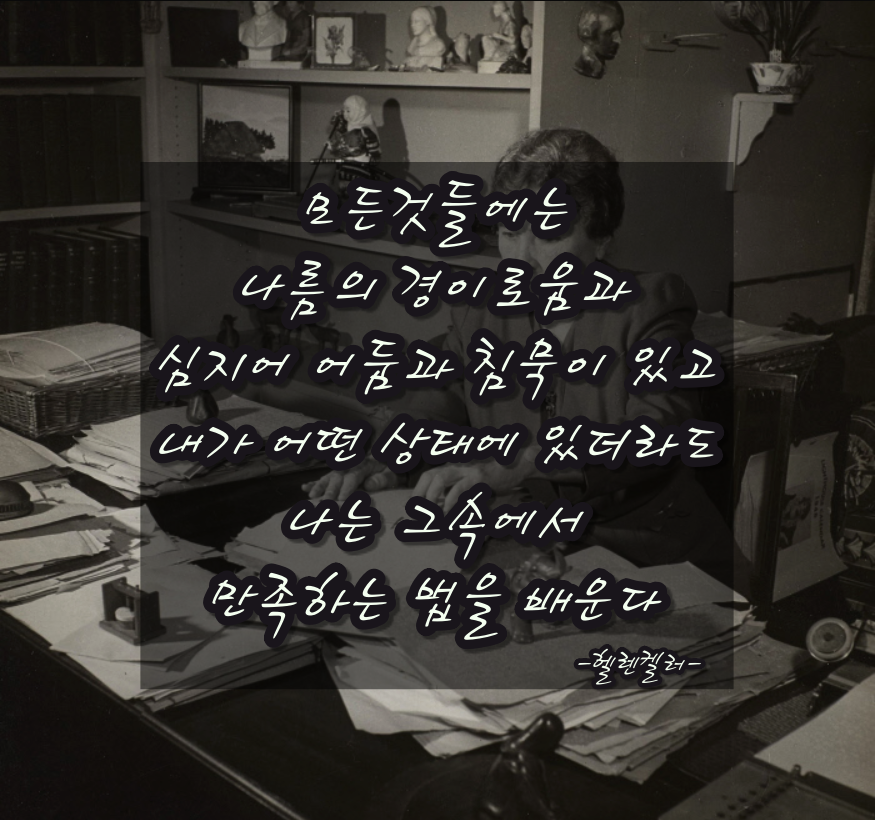 모든것들에는
나름의 경이로움과
심지어 어둠과 침묵이 있고
내가 어떤 상태에 있더라도
나는 그속에서
만족하는 법을 배운다
-헬렌켈러-